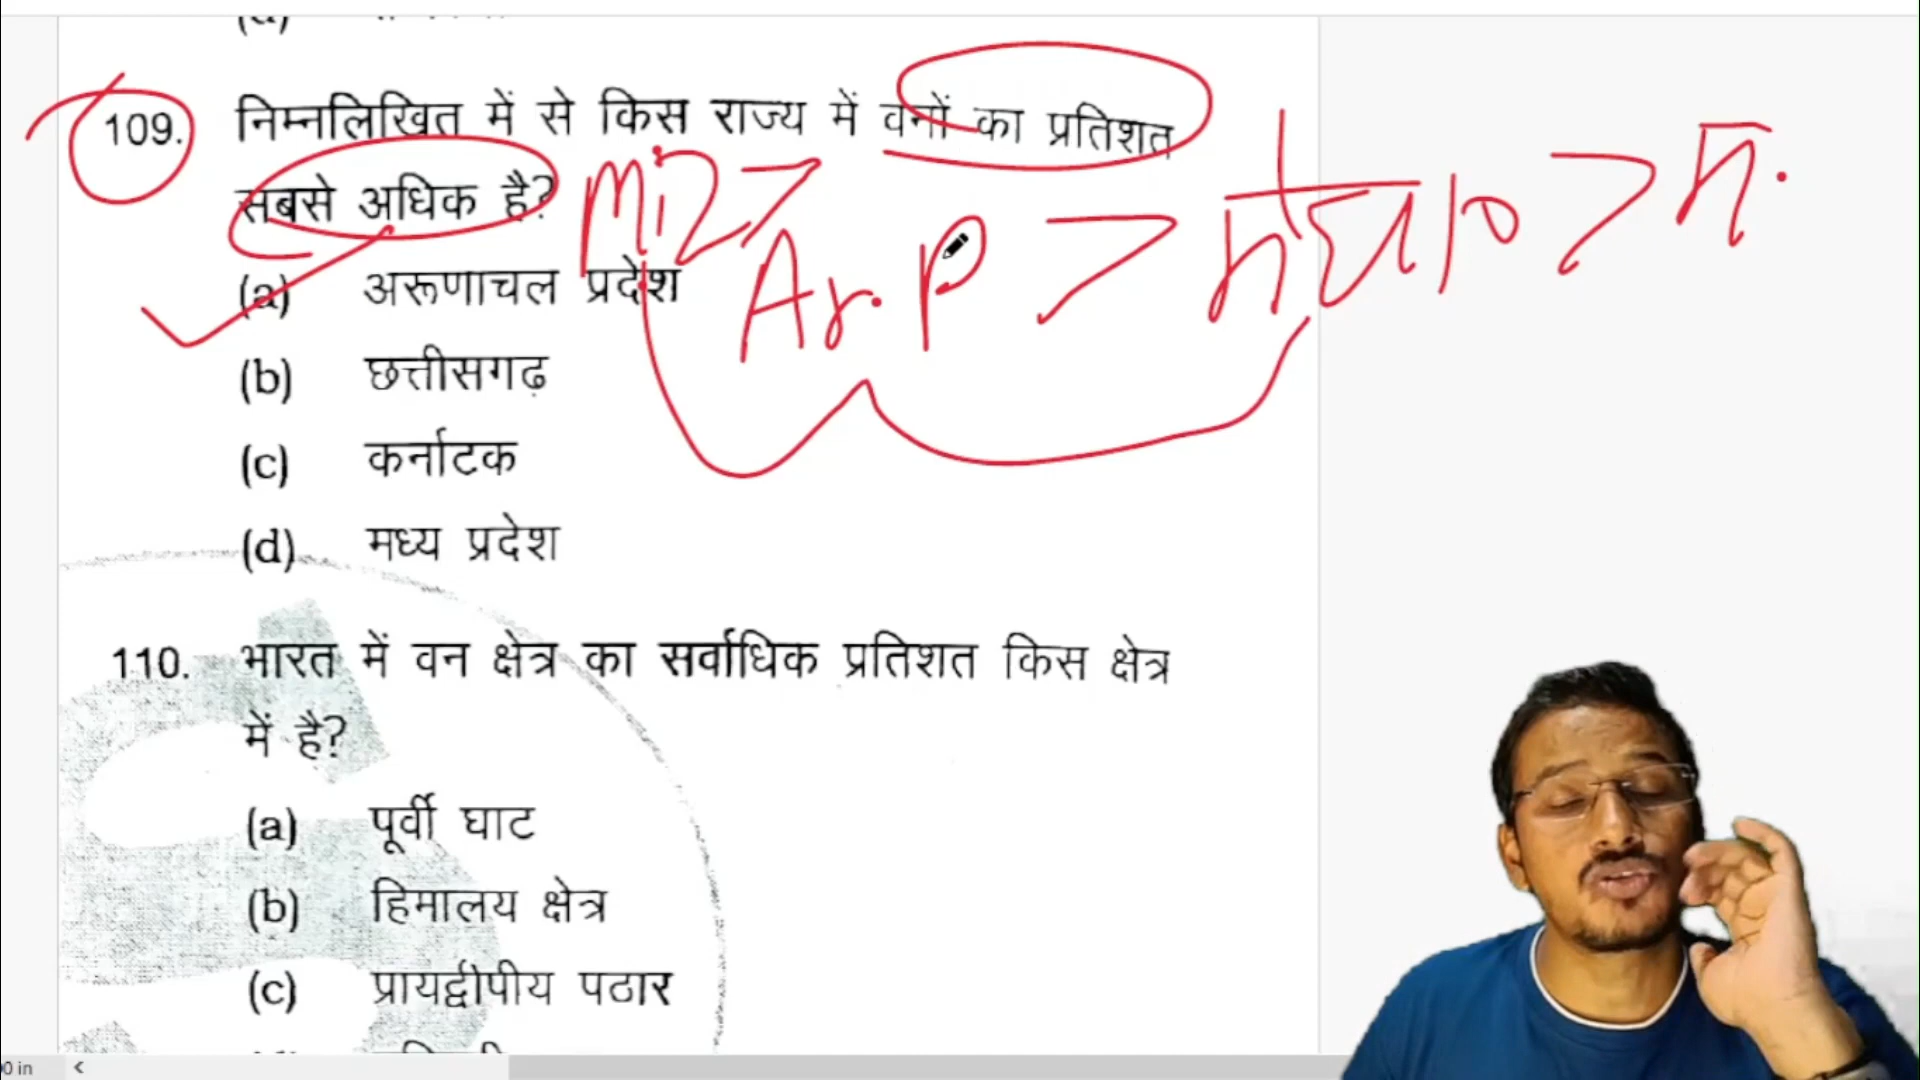 109. निम्नलिखित में से किस राज्य में वनों का प्रतिशत
सबसे अधिक है?
Miz > Ar. P > मेघा० > म.
(a) अरूणाचल प्रदेश
(b) छत्तीसगढ़
(c) कर्नाटक
(d) मध्य प्रदेश
110. भारत में वन क्षेत्र का सर्वाधिक प्रतिशत किस क्षेत्र
में है?
(a) पूर्वी घाट
(b) हिमालय क्षेत्र
(c) प्रायद्वीपीय पठार